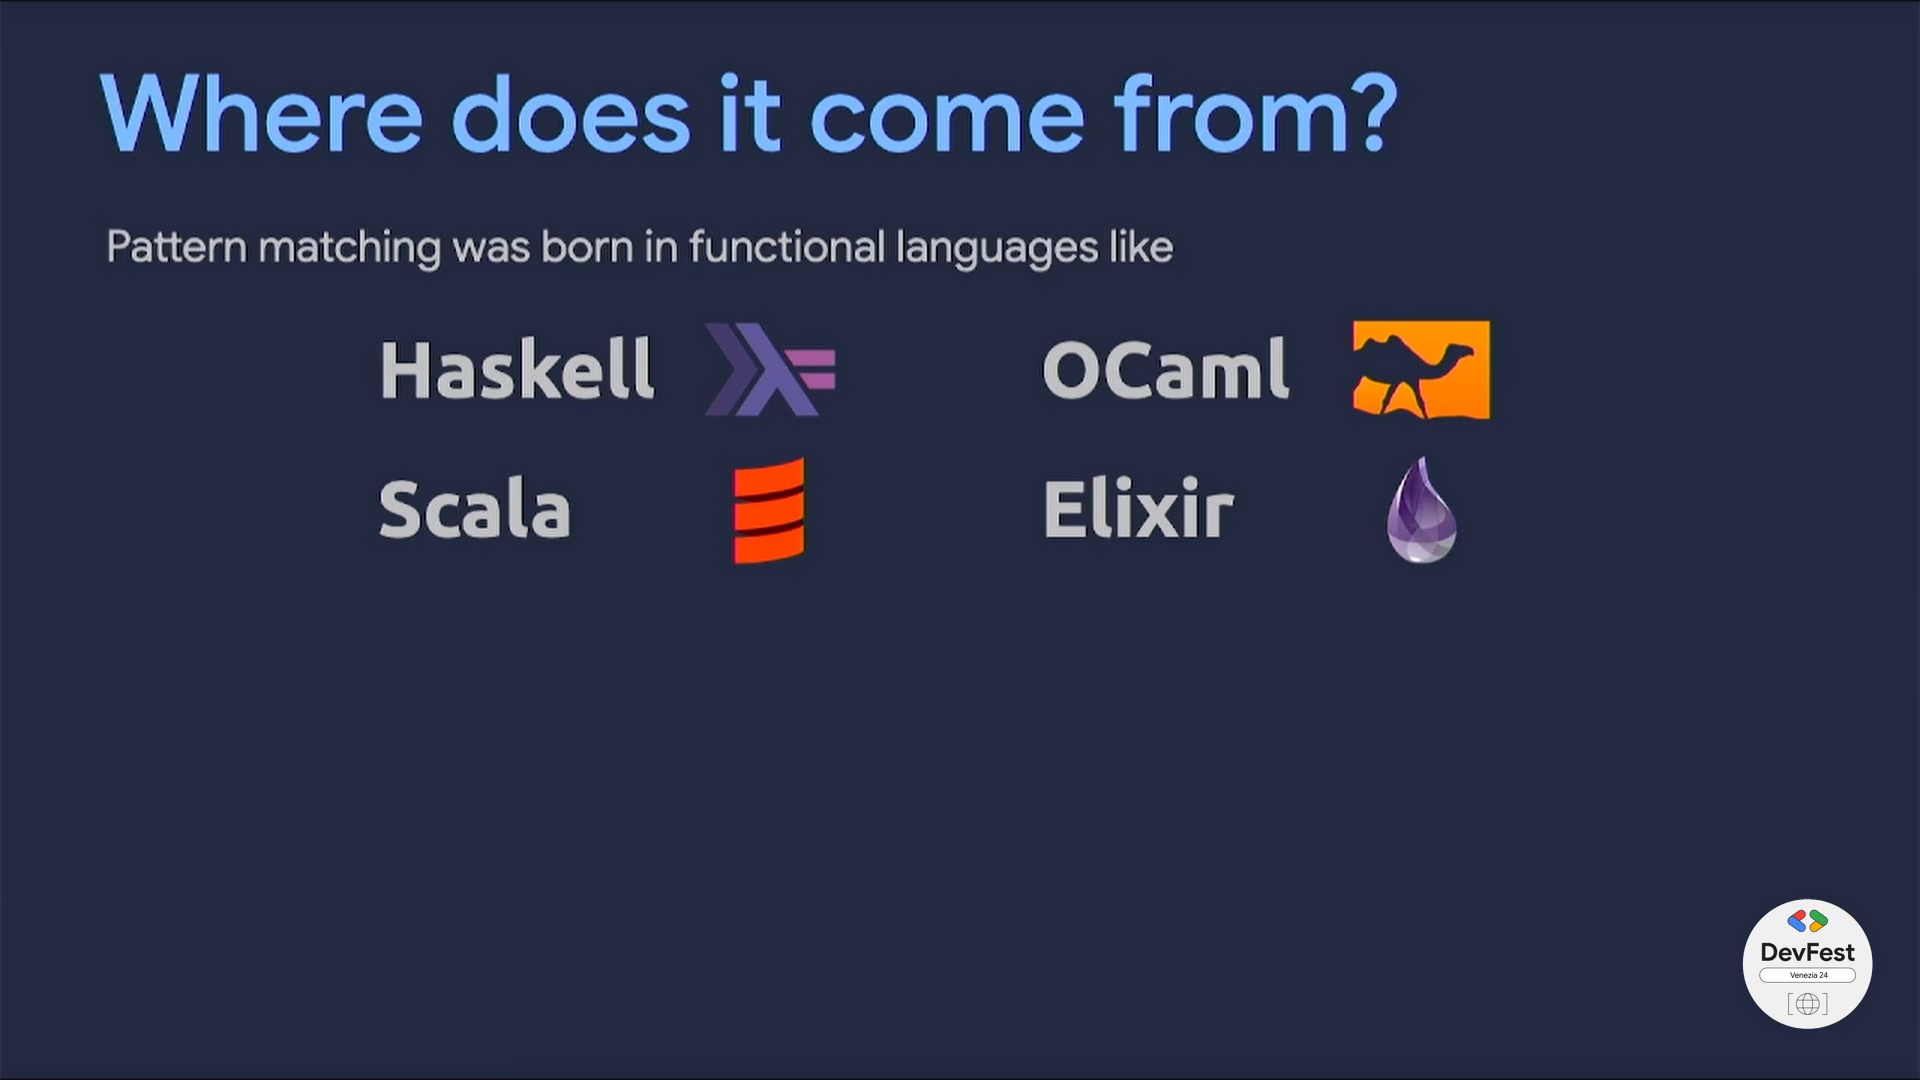 Where does it come from?
Pattern matching was born in functional languages like
Haskell
OCaml
Scala
Elixir
DevFest
Venezia 24